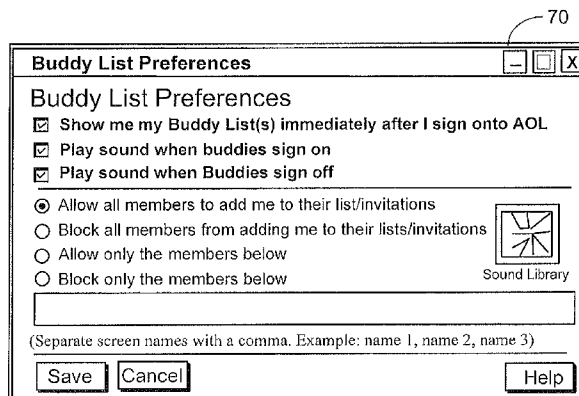 70
Buddy List Preferences
Buddy List Preferences
Show me my Buddy List(s) immediately after I sign onto AOL
Play sound when buddies sign on
Play sound when Buddies sign off
Allow all members to add me to their list/invitations
Block all members from adding me to their lists/invitations
Allow only the members below
Block only the members below
Sound Library
(Separate screen names with a comma. Example: name 1, name 2, name 3)
Save Cancel Help